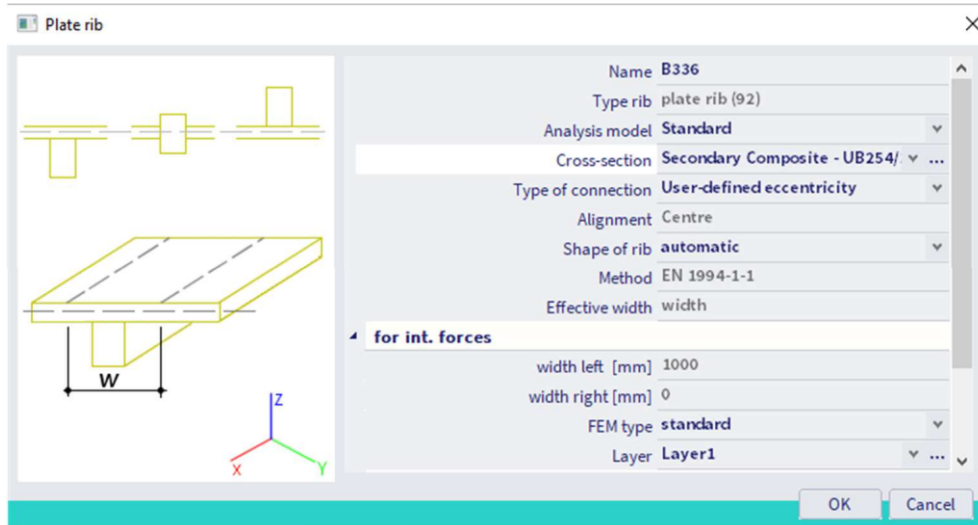 Plate rib
Name B336
Type rib plate rib (92)
Analysis model Standard
Cross-section Secondary Composite - UB254/. ...
Type of connection User-defined eccentricity
Alignment Centre
Shape of rib automatic
Method EN 1994-1-1
Effective width width
for int. forces
width left [mm] 1000
width right [mm] 0
FEM type standard
Layer Layer1 ...
W
Z
X
Y
OK Cancel